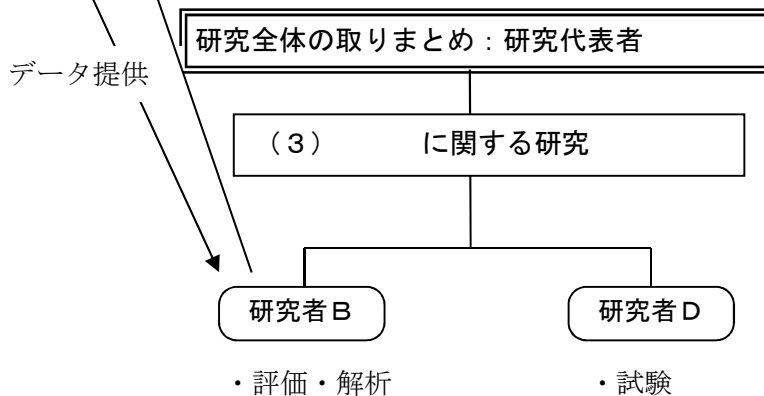 研究全体の取りまとめ：研究代表者
データ提供
（３）　　　に関する研究
研究者Ｂ
研究者Ｄ
・評価・解析
・試験